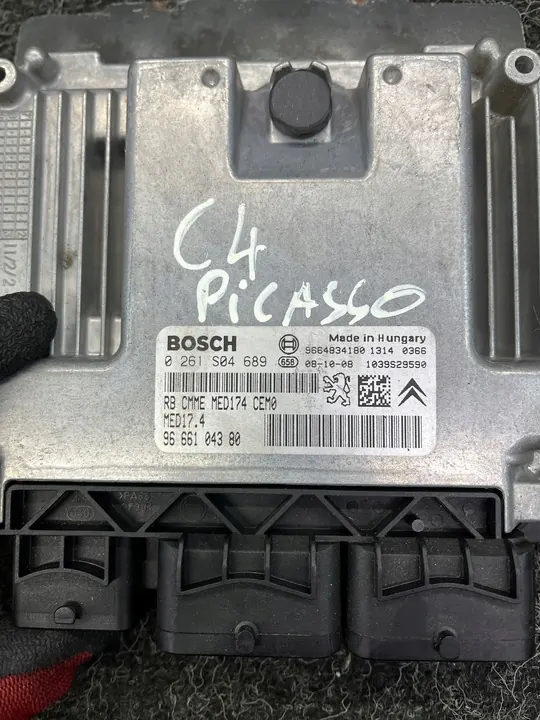 C4
PiCASSO
BOSCH
Made in Hungary
9664834180 1314 0366
0 261 S04 689
658
08-10-08 1039S29590
RB CMME MED174 CEM0
MED17.4
96 661 043 80